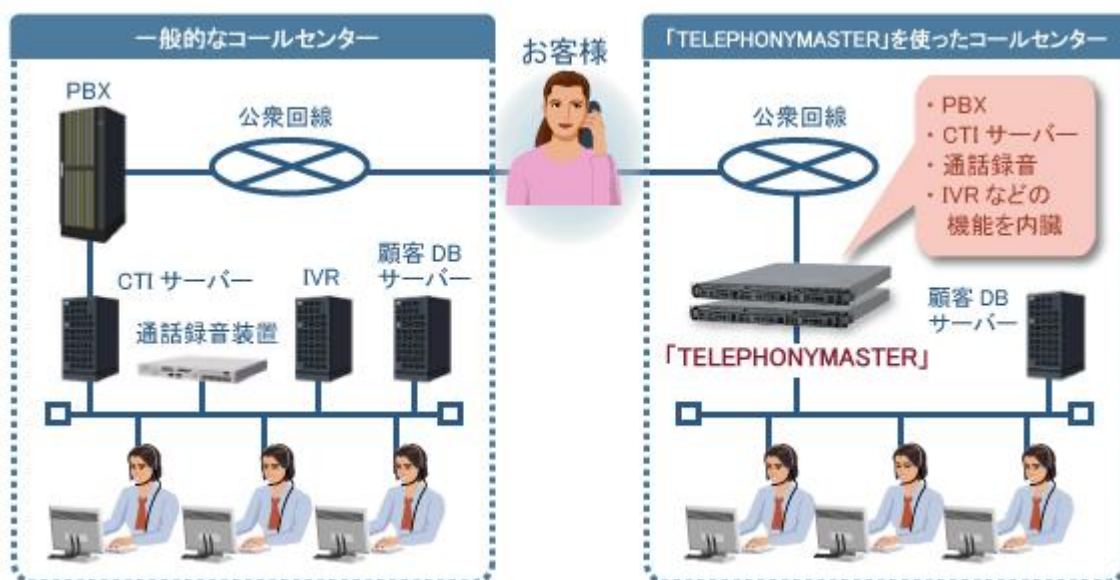 一般的なコールセンター
PBX
公衆回線
CTI サーバー
通話録音装置
IVR
顧客 DB
サーバー
お客様
「TELEPHONYMASTER」を使ったコールセンター
公衆回線
・PBX
・CTI サーバー
・通話録音
・IVR などの
機能を内臓
「TELEPHONYMASTER」
顧客 DB
サーバー